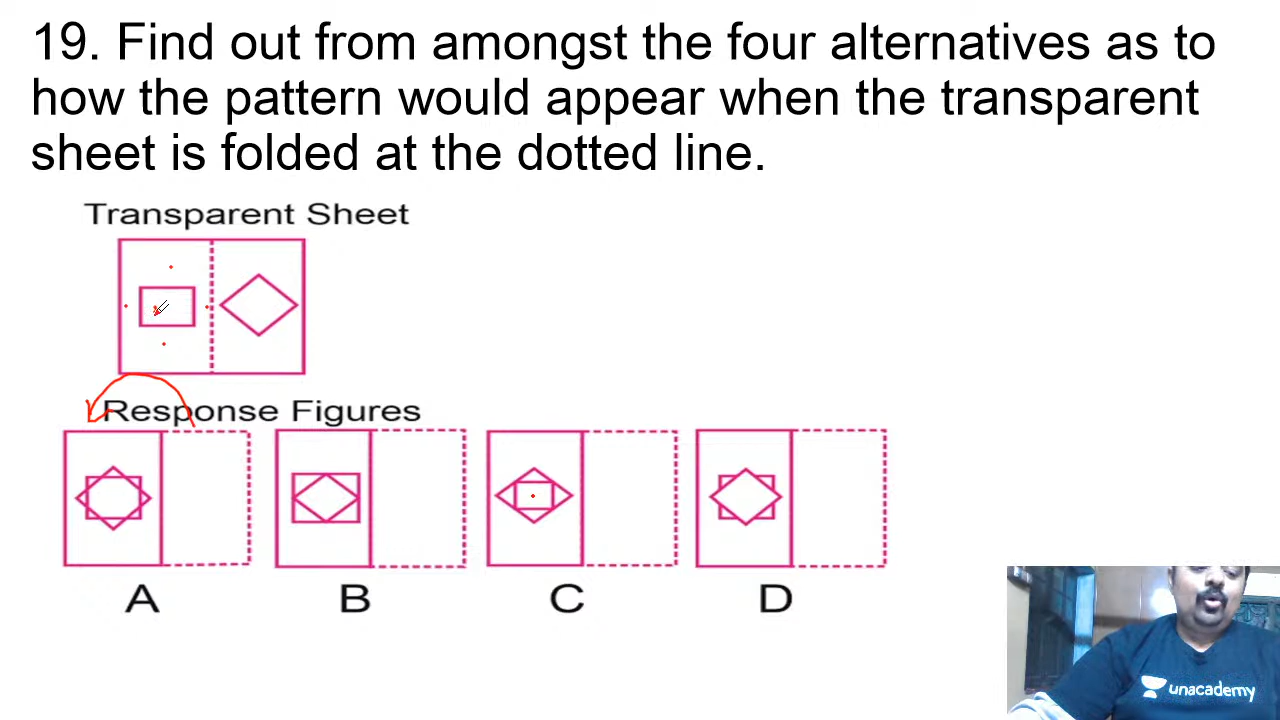 19. Find out from amongst the four alternatives as to
how the pattern would appear when the transparent
sheet is folded at the dotted line.
Transparent Sheet
Response Figures
A B C D
unacademy